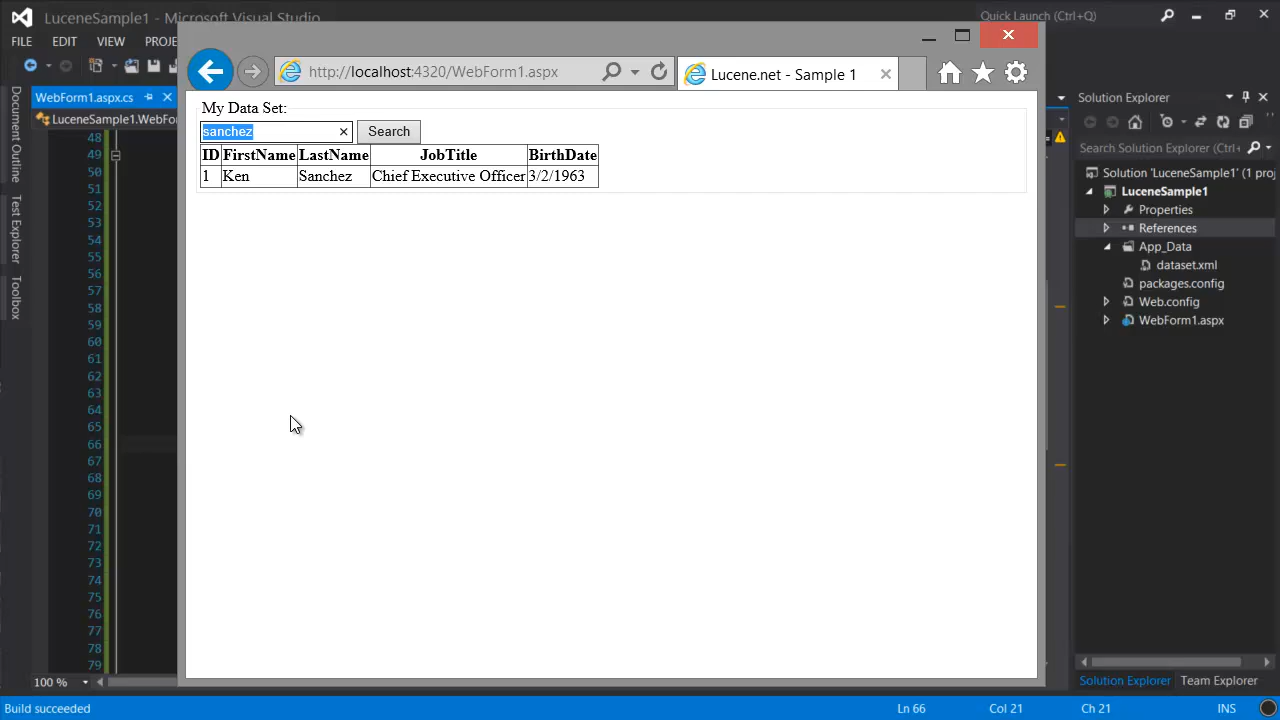 LuceneSample1 - Microsoft Visual Studio
Quick Launch (Ctrl+Q)
FILE EDIT VIEW PROJE
http://localhost:4320/WebForm1.aspx
Lucene.net - Sample 1
WebForm1.aspx.cs
LuceneSample1.WebFor
Document Outline
Test Explorer
Toolbox
48
49
50
51
52
53
54
55
56
57
58
59
60
61
62
63
64
65
66
67
68
69
70
71
72
73
74
75
76
77
78
79
100 %
My Data Set:
sanchez
Search
ID FirstName LastName JobTitle BirthDate
1 Ken Sanchez Chief Executive Officer 3/2/1963
Solution Explorer
Search Solution Explorer (Ctrl+
Solution 'LuceneSample1' (1 proj
LuceneSample1
Properties
References
App_Data
dataset.xml
packages.config
Web.config
WebForm1.aspx
Solution Explorer Team Explorer
Build succeeded
Ln 66 Col 21 Ch 21 INS